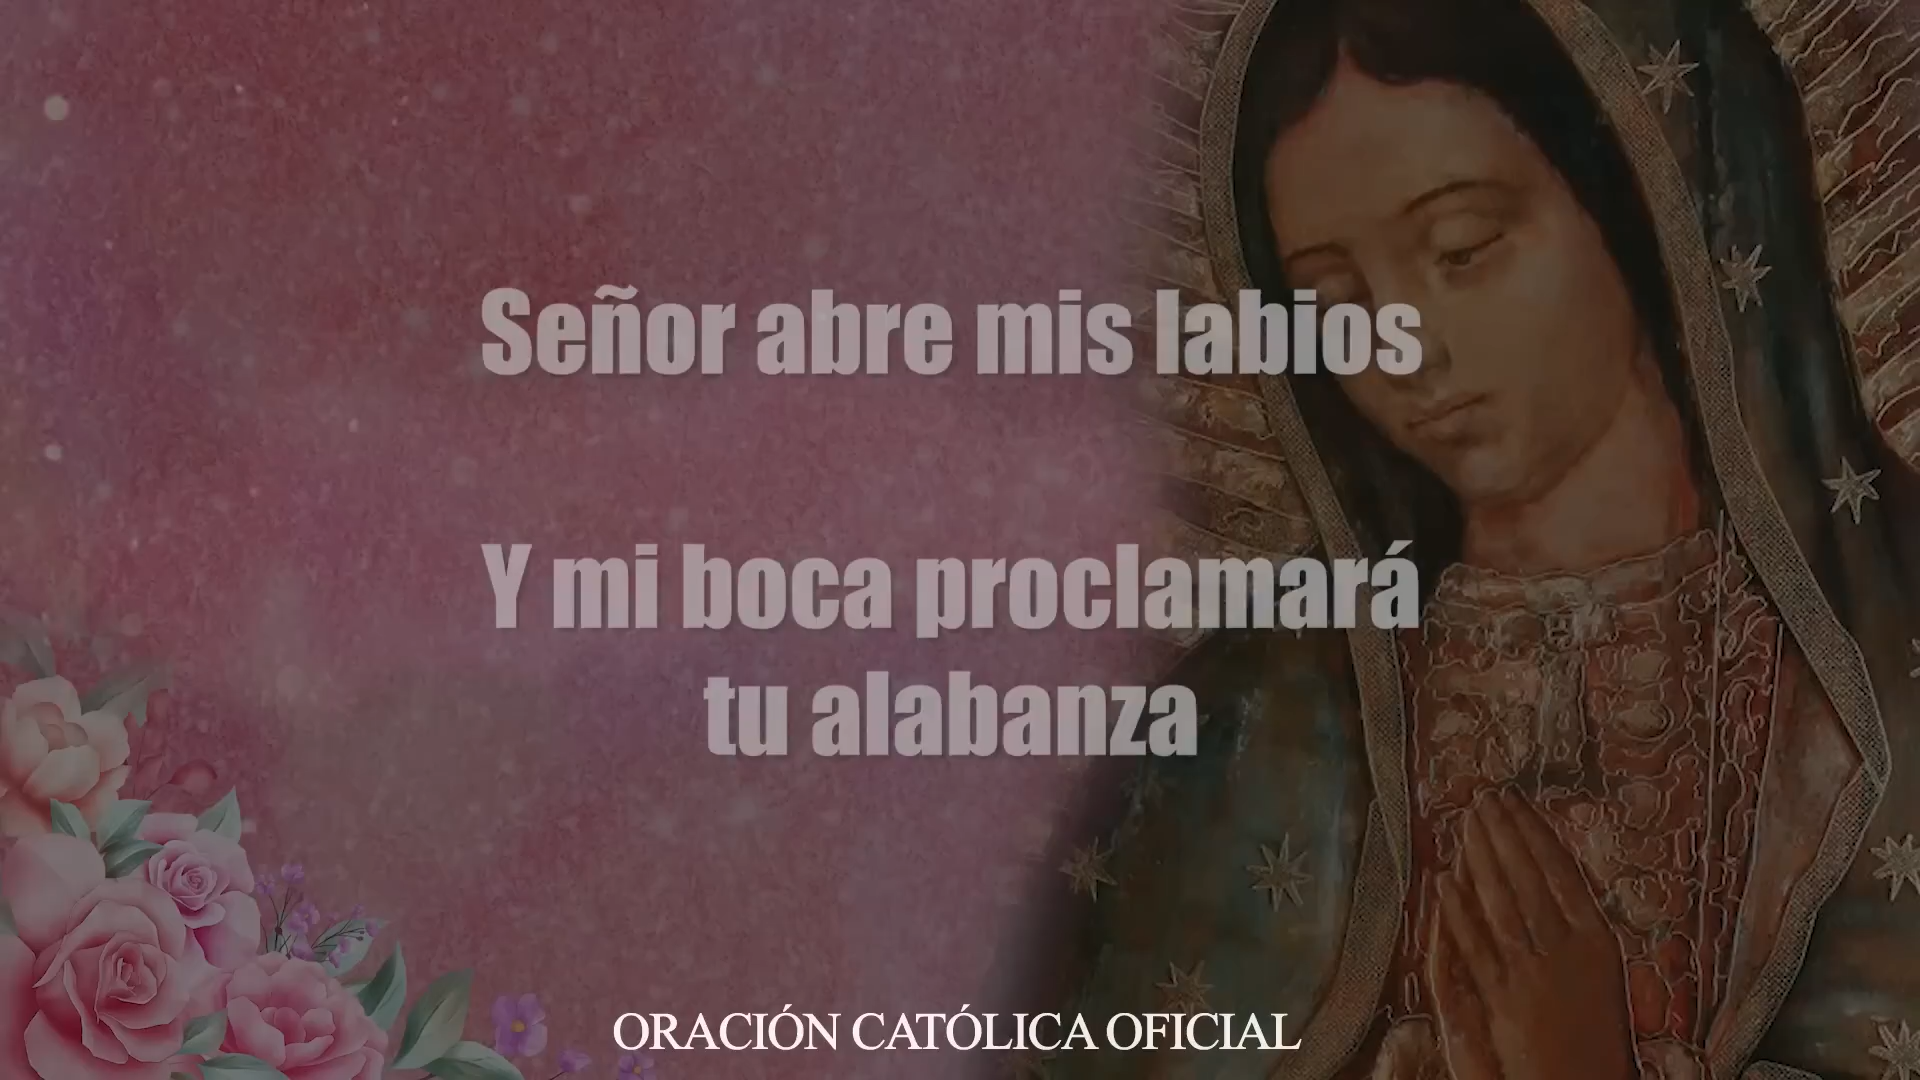 Señor abre mis labios
Y mi boca proclamará
tu alabanza
ORACIÓN CATÓLICA OFICIAL